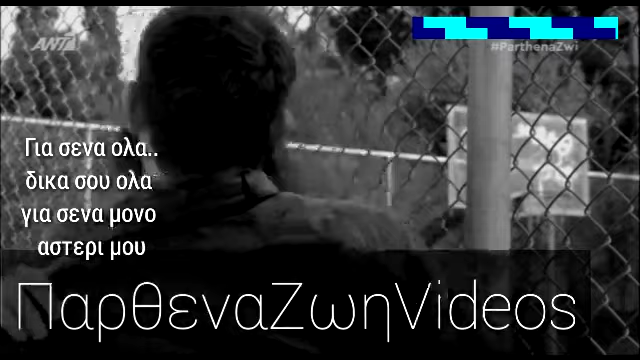 ANT1
#ParthenaZwi
Για σενα ολα..
δικα σου ολα
για σενα μονο
αστερι μου
ΠαρθεναΖωηVideos